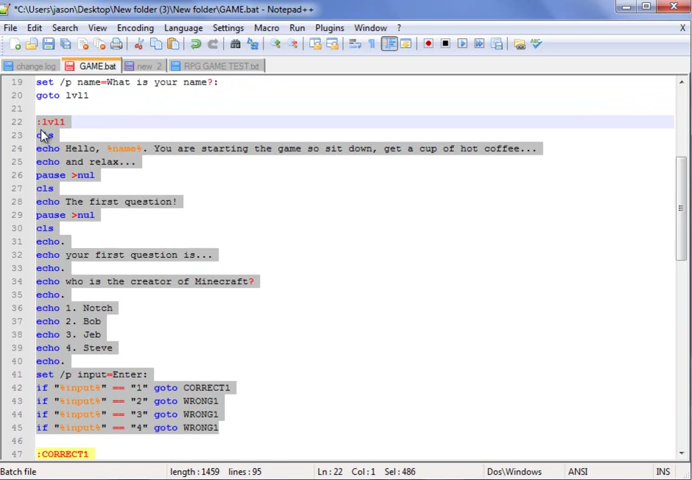 *C:\Users\jason\Desktop\New folder (3)\New folder\GAME.bat - Notepad++
File Edit Search View Encoding Language Settings Macro Run Plugins Window ? X
change.log GAME.bat new 2 RPG GAME TEST.txt
19 set /p name=What is your name?:
20 goto lvl1
21
22 :lvl1
23 cls
24 echo Hello, %name%. You are starting the game so sit down, get a cup of hot coffee...
25 echo and relax...
26 pause >nul
27 cls
28 echo The first question!
29 pause >nul
30 cls
31 echo.
32 echo your first question is...
33 echo.
34 echo who is the creator of Minecraft?
35 echo.
36 echo 1. Notch
37 echo 2. Bob
38 echo 3. Jeb
39 echo 4. Steve
40 echo.
41 set /p input=Enter:
42 if "%input%" == "1" goto CORRECT1
43 if "%input%" == "2" goto WRONG1
44 if "%input%" == "3" goto WRONG1
45 if "%input%" == "4" goto WRONG1
46
47 :CORRECT1
Batch file length : 1459 lines : 95 Ln : 22 Col : 1 Sel : 486 Dos\Windows ANSI INS